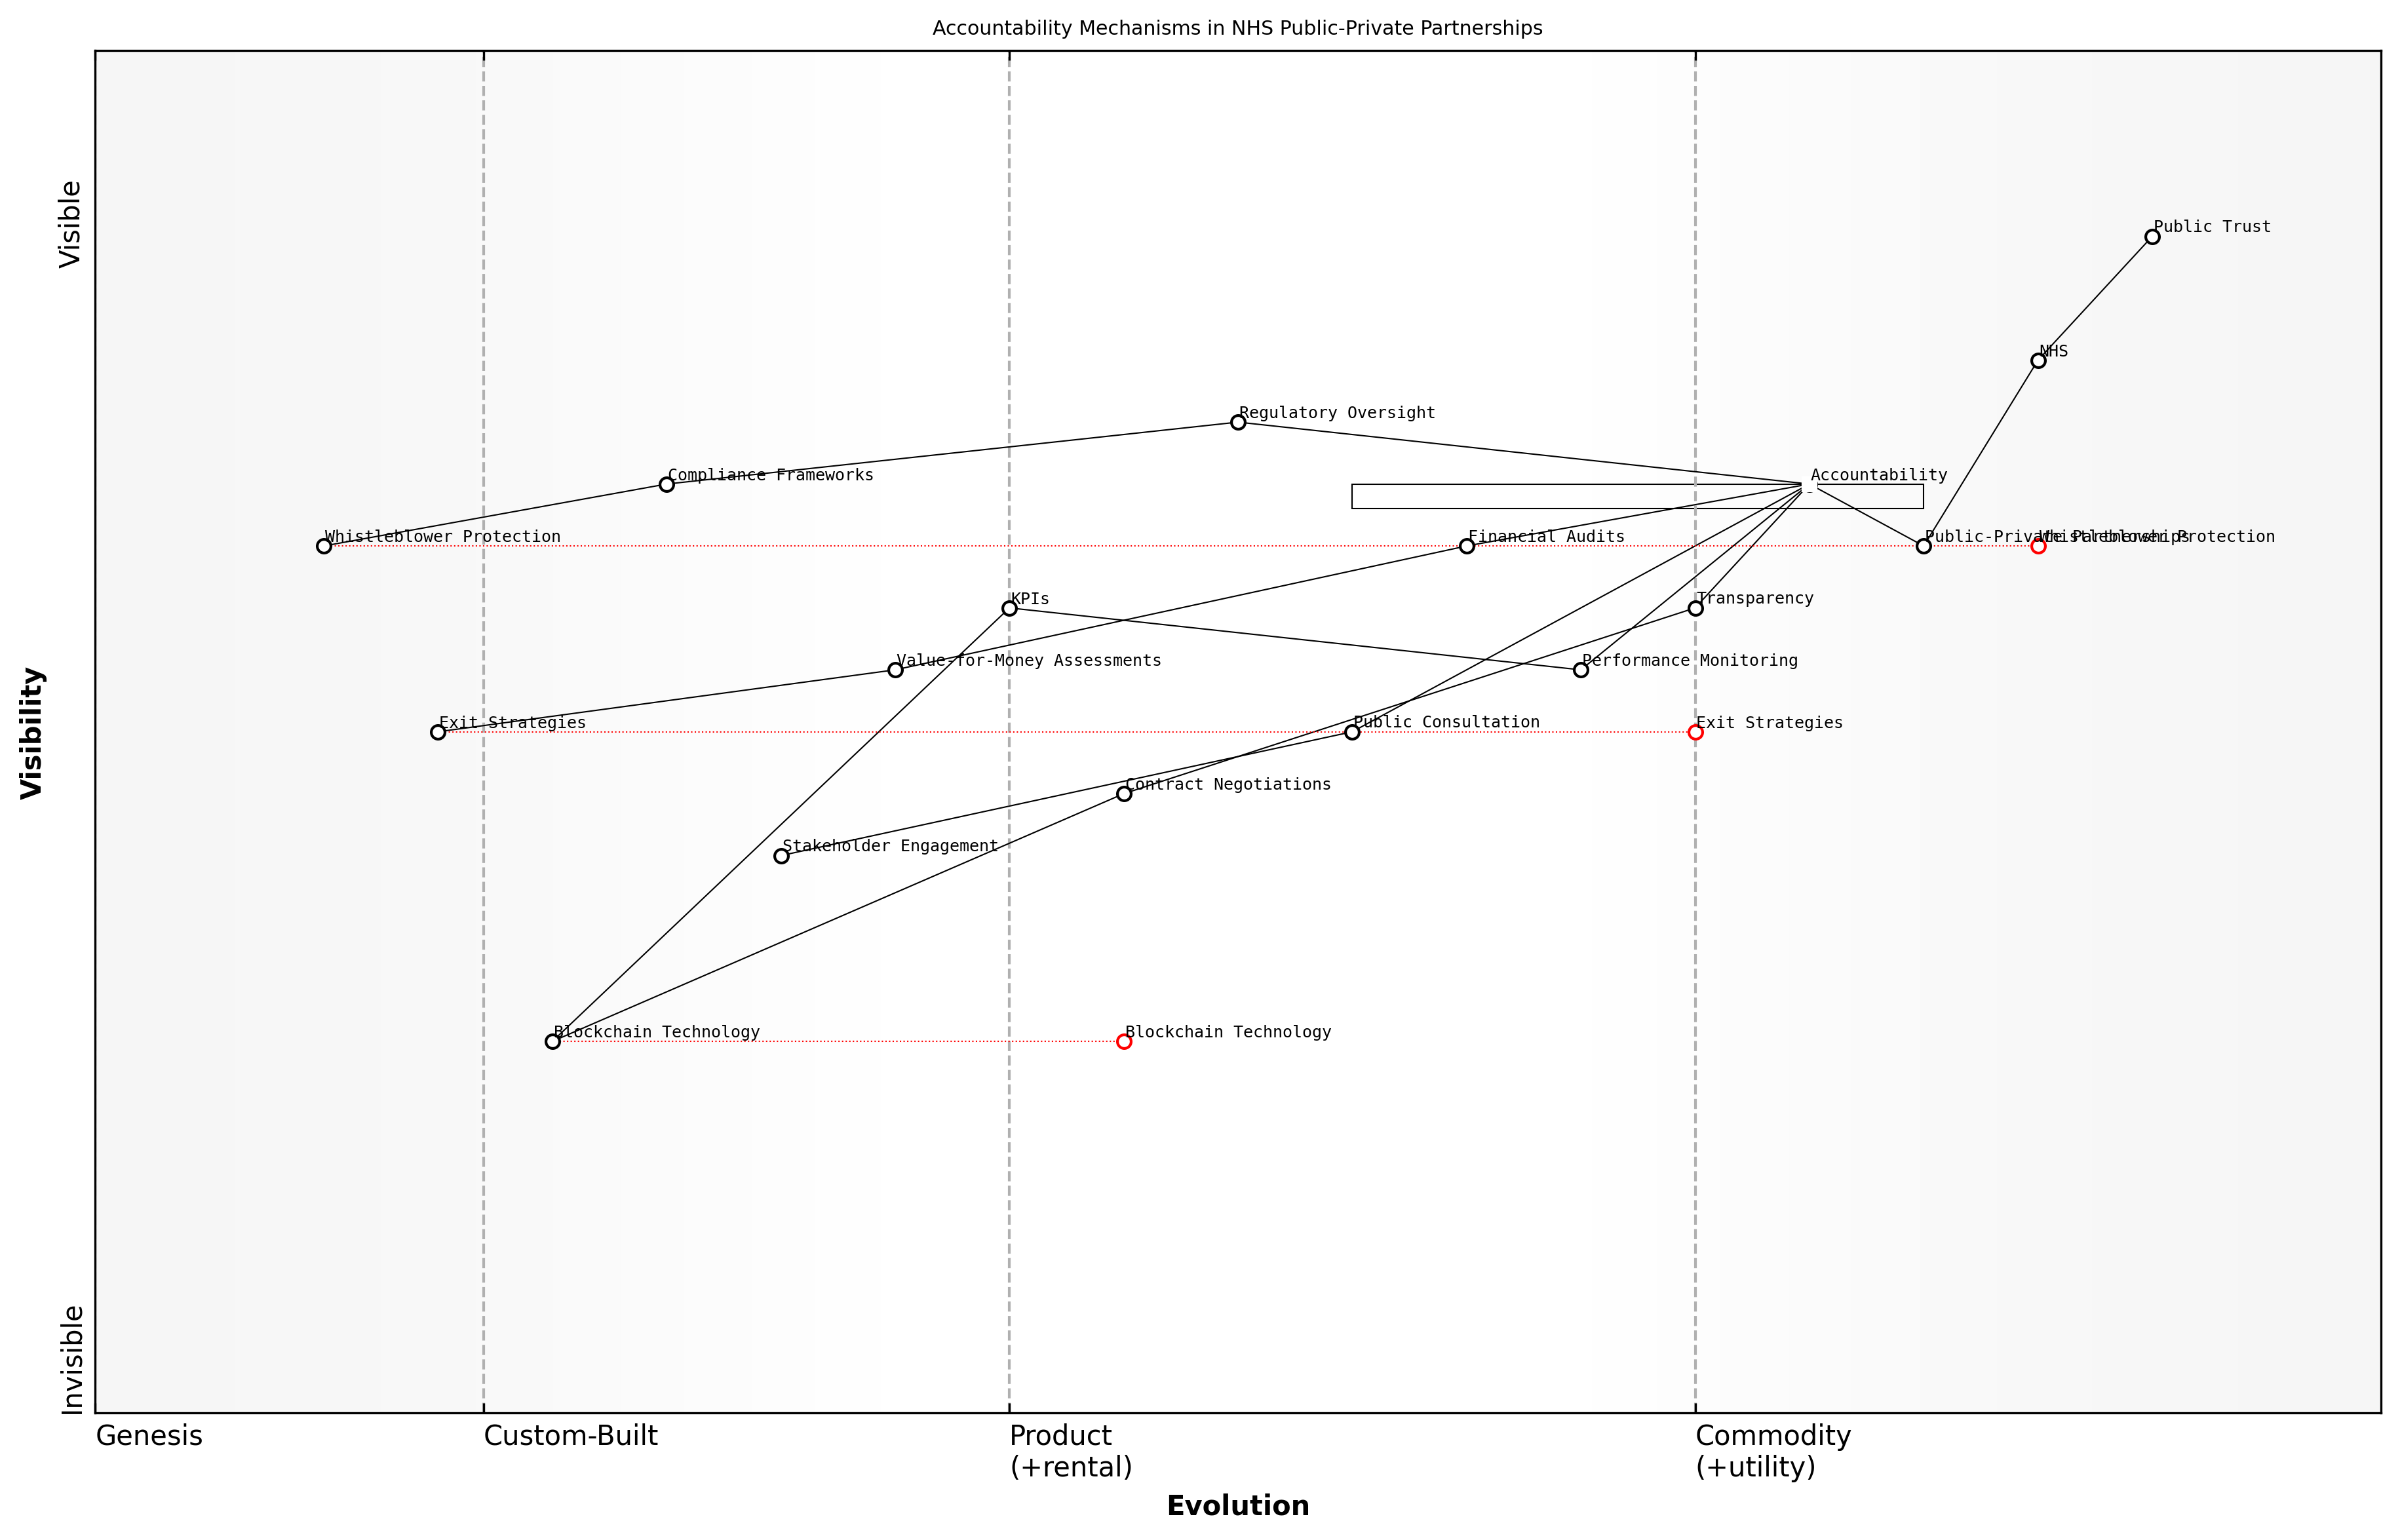 Accountability Mechanisms in NHS Public-Private Partnerships
Visible
Public Trust
NHS
Regulatory Oversight
Compliance Frameworks
Accountability
Whistleblower Protection
Financial Audits
Public-Private Partnerships
Whistleblower Protection
KPIs
Transparency
Value-for-Money Assessments
Performance Monitoring
Exit Strategies
Public Consultation
Exit Strategies
Contract Negotiations
Stakeholder Engagement
Blockchain Technology
Blockchain Technology
Visibility
Invisible
Genesis
Custom-Built
Product
(+rental)
Commodity
(+utility)
Evolution